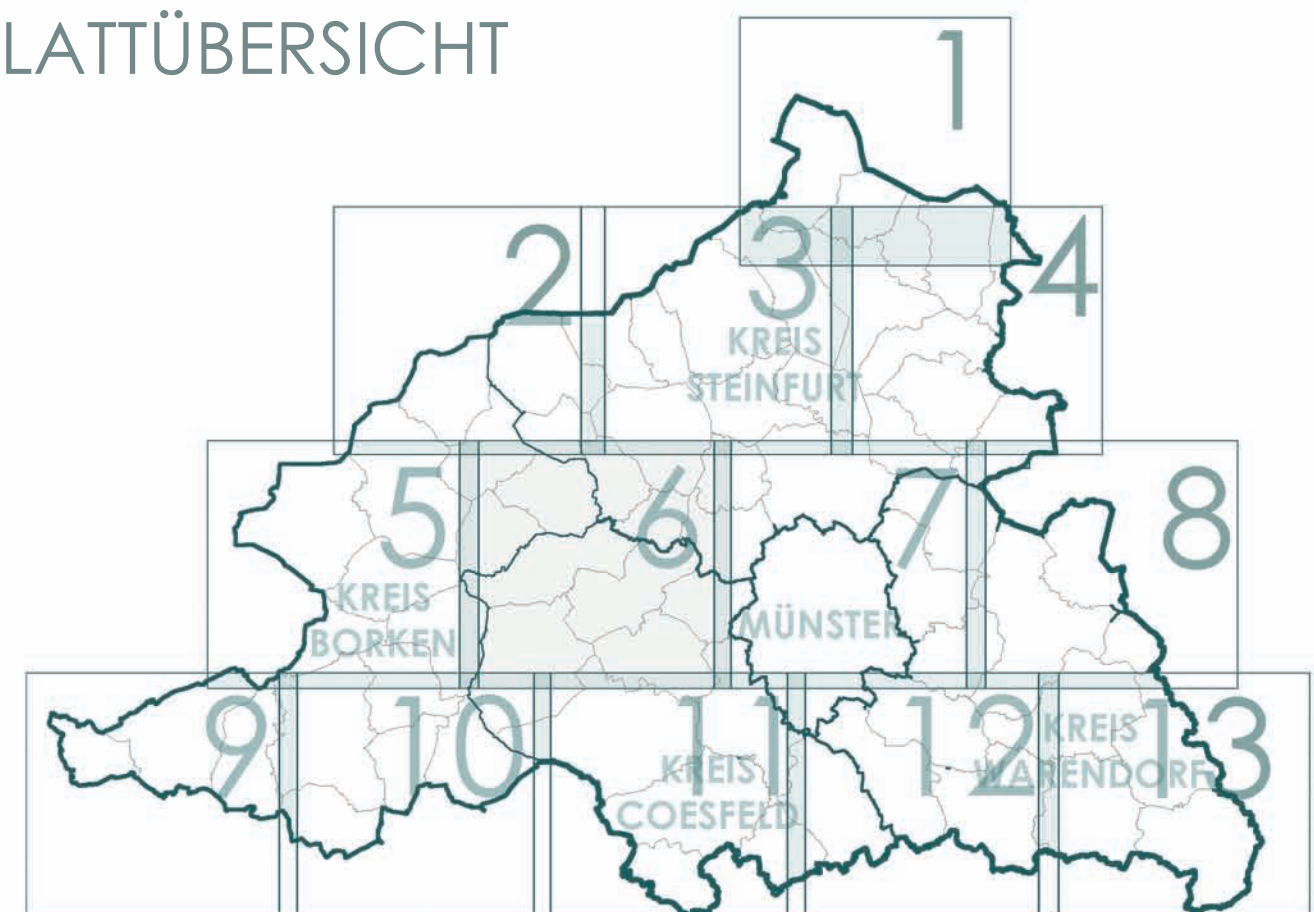 LATTÜBERSICHT
1
2
3
4
KREIS
STEINFURT
5
6
7
8
KREIS
BORKEN
MÜNSTER
9
10
11
12
13
KREIS
COESFELD
KREIS
WARENDORF